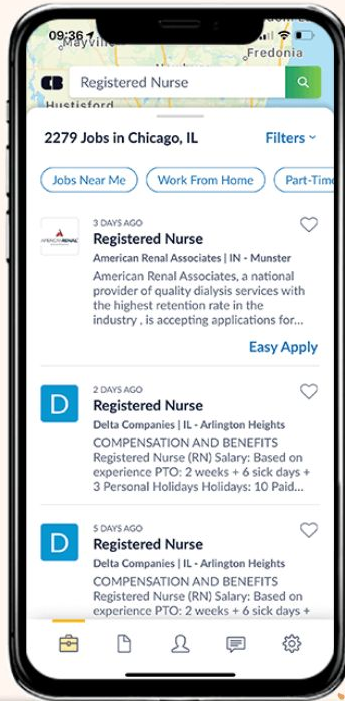 09:36
Mayvill
Fredonia
CB Registered Nurse
Hustisford
2279 Jobs in Chicago, IL Filters
Jobs Near Me Work From Home Part-Time
3 DAYS AGO
Registered Nurse
AMERICAN RENAL
American Renal Associates | IN - Munster
American Renal Associates, a national
provider of quality dialysis services with
the highest retention rate in the
industry , is accepting applications for...
Easy Apply
2 DAYS AGO
D
Registered Nurse
Delta Companies | IL - Arlington Heights
COMPENSATION AND BENEFITS
Registered Nurse (RN) Salary: Based on
experience PTO: 2 weeks + 6 sick days +
3 Personal Holidays Holidays: 10 Paid...
5 DAYS AGO
D
Registered Nurse
Delta Companies | IL - Arlington Heights
COMPENSATION AND BENEFITS
Registered Nurse (RN) Salary: Based on
experience PTO: 2 weeks + 6 sick days +